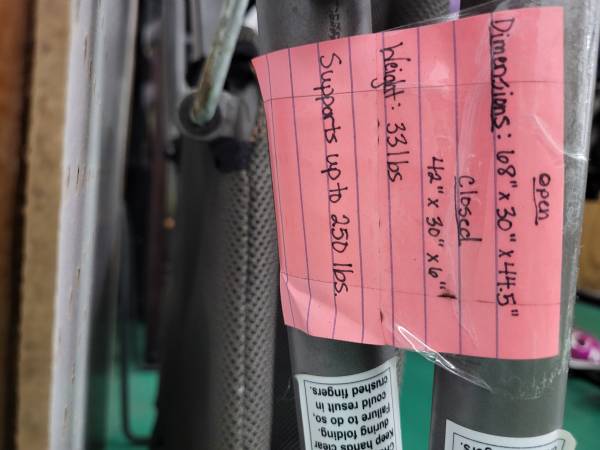 open
Dimensions: 68" x 30" x 44.5"
closed
42" x 30" x 6"
Weight: 33 lbs
Supports up to 250 lbs.
Keep hands clear
during folding.
Failure to do so,
could result in
crushed fingers.